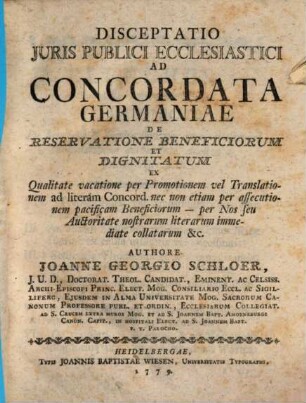 DISCEPTATIO
JURIS PUBLICI ECCLESIASTICI
AD
CONCORDATA
GERMANIAE
DE
RESERVATIONE BENEFICIORUM
ET
DIGNITATUM
EX
Qualitate vacatione per Promotionem vel Translatio-
nem ad literam Concord. nec non etiam per assecutio-
nem pacificam Beneficiorum — per Nos seu
Auctoritate nostrarum literarum imme-
diate collatarum &c.
AUTHORE
JOANNE GEORGIO SCHLOER,
J. U. D., DOCTORAT. THEOL. CANDIDAT., EMINENT. AC CELSISS.
ARCHI-EPISCOPI PRINC. ELECT. MOG. CONSILIARIO ECCL. AC SIGIL-
LIFERO, EJUSDEM IN ALMA UNIVERSITATE MOG. SACRORUM CA-
NONUM PROFESSORE PUBL. ET ORDIN., ECCLESIARUM COLLEGIAT.
AD S. CRUCEM EXTRA MUROS MOG. ET AD S. JOANNEM BAPT. AMOENEBURGI
CANON. CAPIT., IN HOSPITALI ELECT. AD S. JOANNEM BAPT.
PAROCHO.
HEIDELBERGAE,
TYPIS JOANNIS BAPTISTAE WIESEN, UNIVERSITATIS TYPOGRAPHI,
1779.